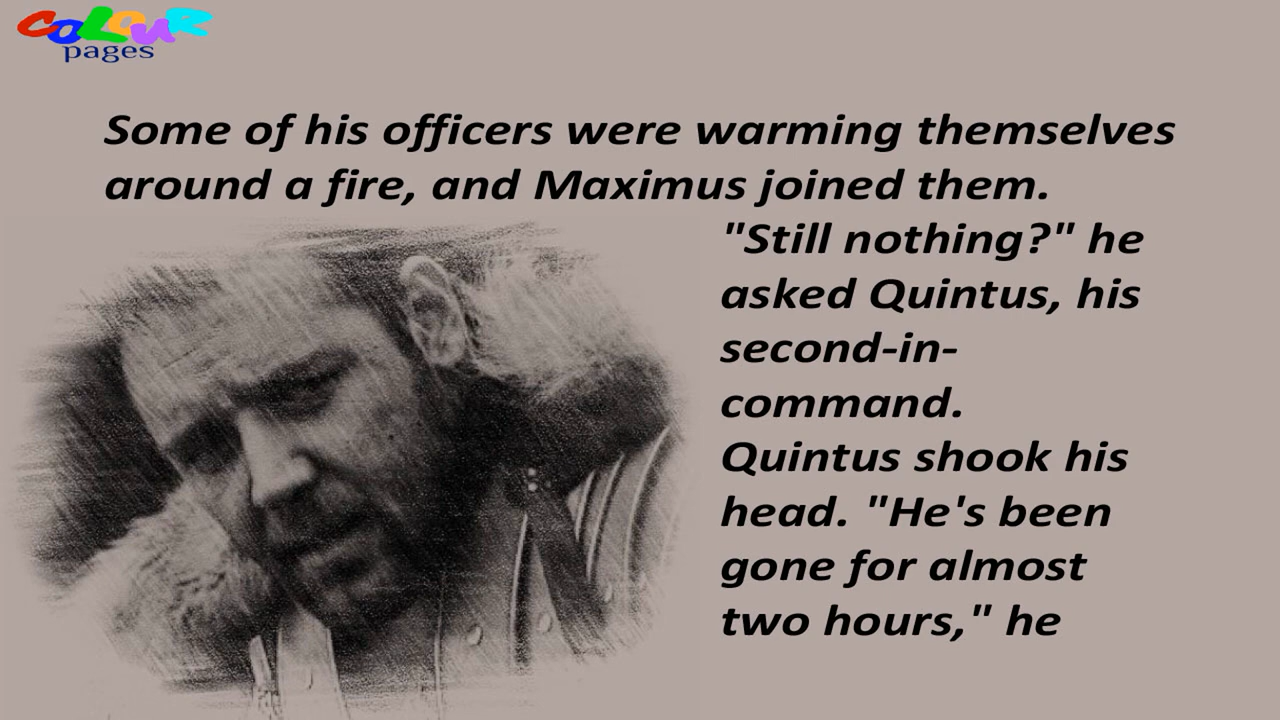 COLOUR
pages
Some of his officers were warming themselves
around a fire, and Maximus joined them.
"Still nothing?" he
asked Quintus, his
second-in-
command.
Quintus shook his
head. "He's been
gone for almost
two hours," he